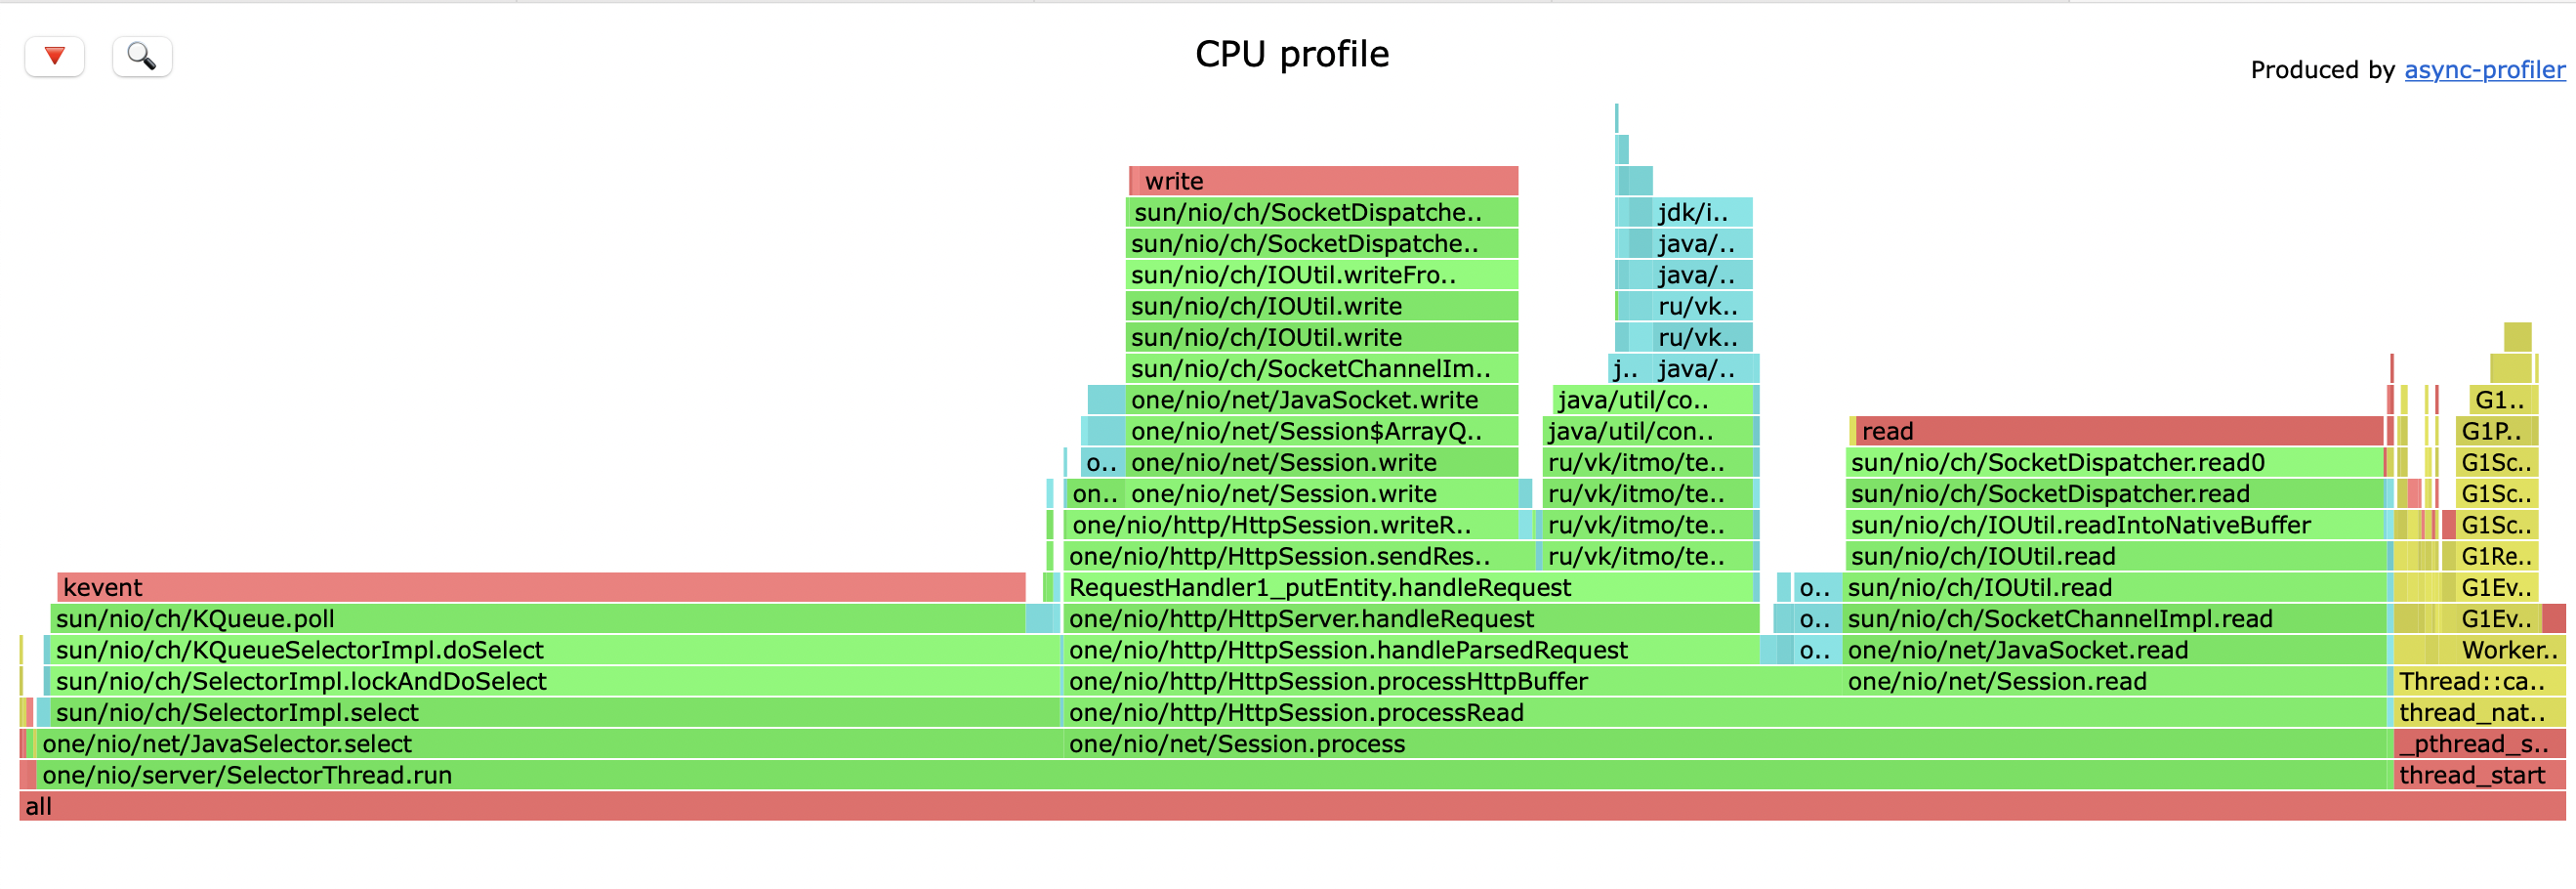 CPU profile
Produced by async-profiler
write
sun/nio/ch/SocketDispatche.. jdk/i..
sun/nio/ch/SocketDispatche.. java/..
sun/nio/ch/IOUtil.writeFro.. java/..
sun/nio/ch/IOUtil.write ru/vk..
sun/nio/ch/IOUtil.write ru/vk..
sun/nio/ch/SocketChannelIm.. j.. java/..
one/nio/net/JavaSocket.write java/util/co.. G1..
one/nio/net/Session$ArrayQ.. java/util/con.. read G1P..
o.. one/nio/net/Session.write ru/vk/itmo/te.. sun/nio/ch/SocketDispatcher.read0 G1Sc..
on.. one/nio/net/Session.write ru/vk/itmo/te.. sun/nio/ch/SocketDispatcher.read G1Sc..
one/nio/http/HttpSession.writeR.. ru/vk/itmo/te.. sun/nio/ch/IOUtil.readIntoNativeBuffer G1Sc..
one/nio/http/HttpSession.sendRes.. ru/vk/itmo/te.. sun/nio/ch/IOUtil.read G1Re..
kevent RequestHandler1_putEntity.handleRequest o.. sun/nio/ch/IOUtil.read G1Ev..
sun/nio/ch/KQueue.poll one/nio/http/HttpServer.handleRequest o.. sun/nio/ch/SocketChannelImpl.read G1Ev..
sun/nio/ch/KQueueSelectorImpl.doSelect one/nio/http/HttpSession.handleParsedRequest o.. one/nio/net/JavaSocket.read Worker..
sun/nio/ch/SelectorImpl.lockAndDoSelect one/nio/http/HttpSession.processHttpBuffer one/nio/net/Session.read Thread::ca..
sun/nio/ch/SelectorImpl.select one/nio/http/HttpSession.processRead thread_nat..
one/nio/net/JavaSelector.select one/nio/net/Session.process _pthread_s..
one/nio/server/SelectorThread.run thread_start
all